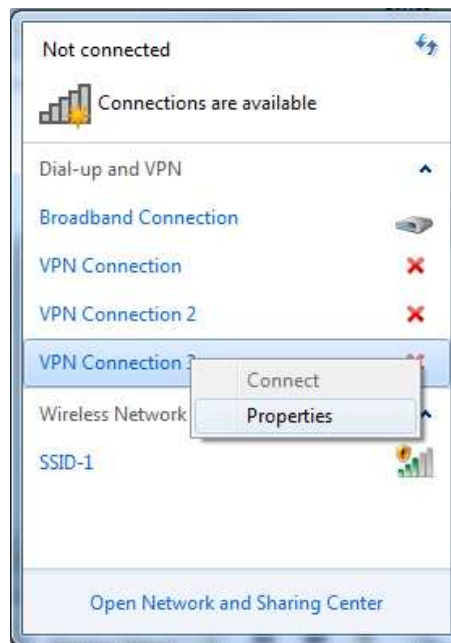 Not connected
Connections are available
Dial-up and VPN
Broadband Connection
VPN Connection
VPN Connection 2
VPN Connection 3
Connect
Wireless Network
Properties
SSID-1
Open Network and Sharing Center